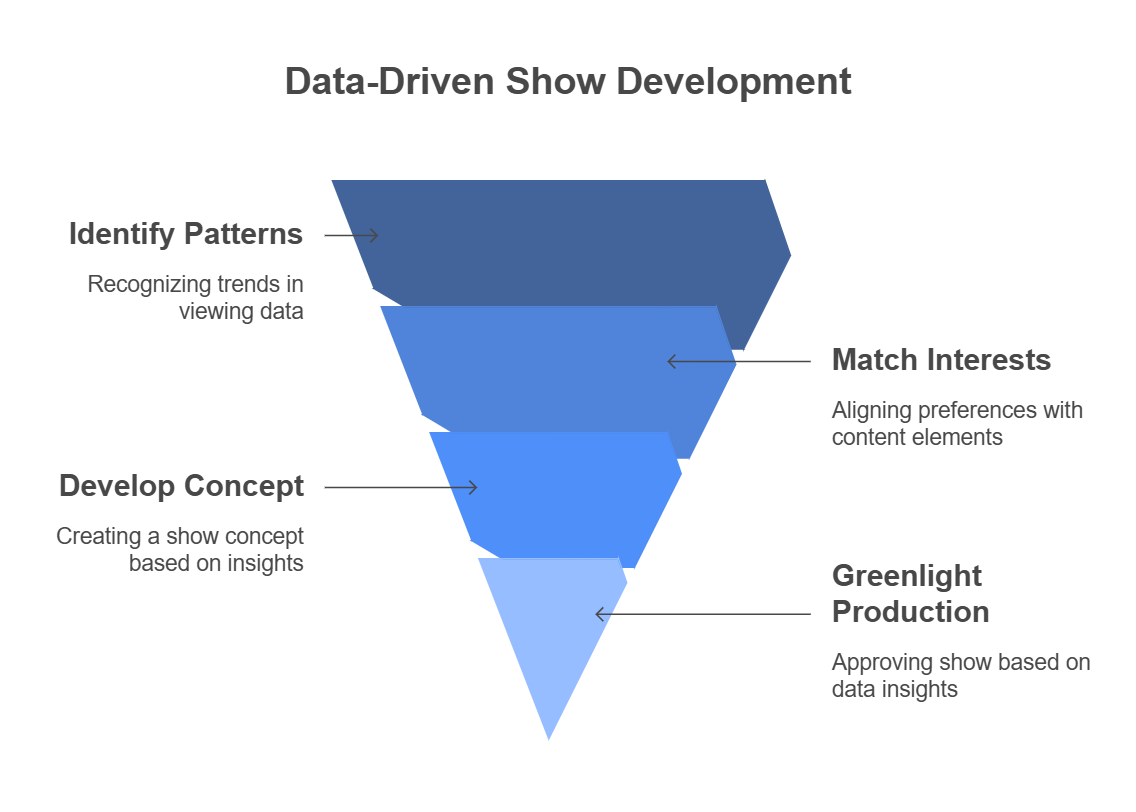 Data-Driven Show Development
Identify Patterns
Recognizing trends in
viewing data
Match Interests
Aligning preferences with
content elements
Develop Concept
Creating a show concept
based on insights
Greenlight
Production
Approving show based on
data insights